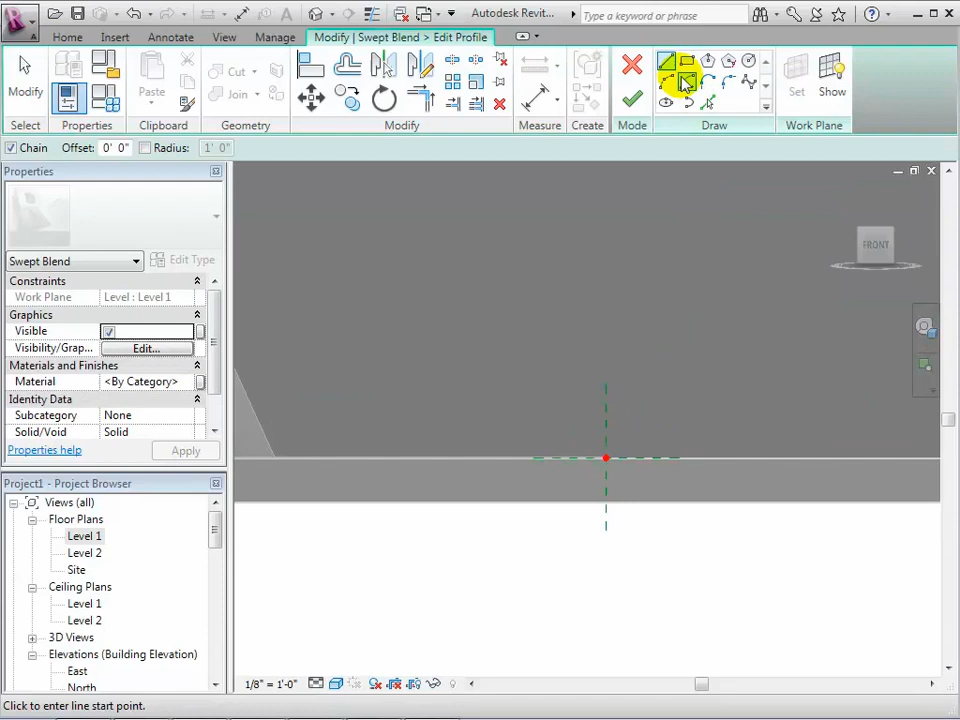 Autodesk Revit...
Type a keyword or phrase
Home Insert Annotate View Manage Modify | Swept Blend > Edit Profile
Modify
Paste
Cut
Join
Set
Show
Select Properties Clipboard Geometry Modify Measure Create Mode Draw Work Plane
Chain Offset: 0' 0" Radius: 1' 0"
Properties
Swept Blend Edit Type
Constraints
Work Plane Level : Level 1
Graphics
Visible
Visibility/Grap... Edit...
Materials and Finishes
Material <By Category>
Identity Data
Subcategory None
Solid/Void Solid
Properties help Apply
Project1 - Project Browser
Views (all)
Floor Plans
Level 1
Level 2
Site
Ceiling Plans
Level 1
Level 2
3D Views
Elevations (Building Elevation)
East
North
FRONT
1/8" = 1'-0"
Click to enter line start point.